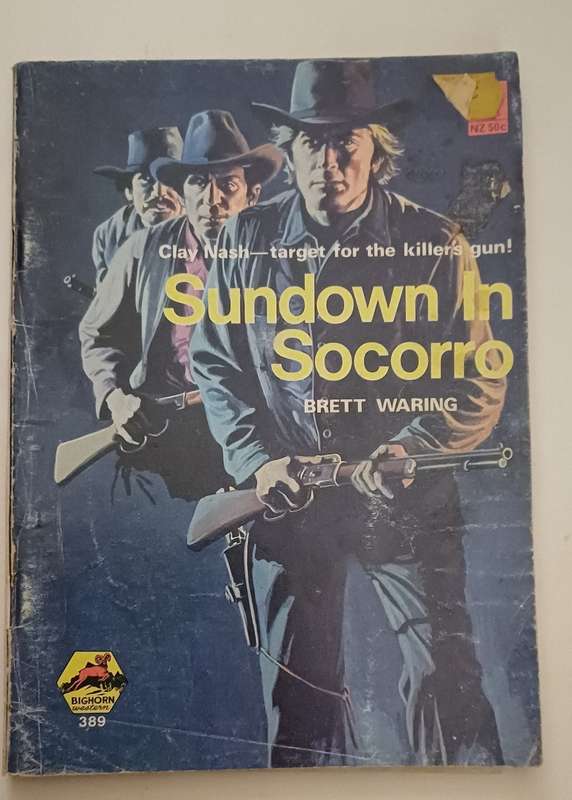 NZ 50c
Clay Nash—target for the killer's gun!
Sundown In
Socorro
BRETT WARING
BIGHORN
western
389